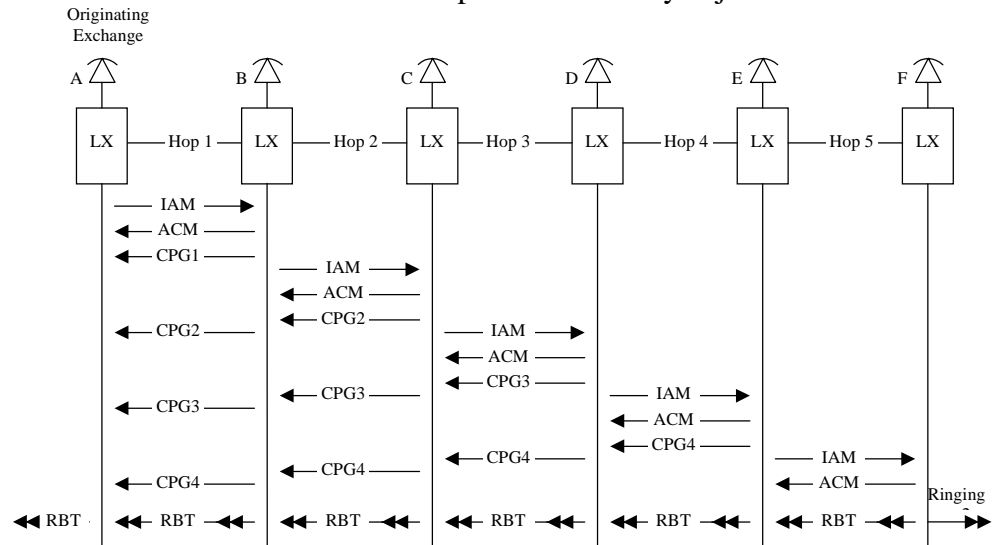 Originating
Exchange
A B C D E F
LX Hop 1 LX Hop 2 LX Hop 3 LX Hop 4 LX Hop 5 LX
IAM
ACM
CPG1
IAM
ACM
CPG2
CPG2 IAM
ACM
CPG3
CPG3 CPG3 IAM
ACM
CPG4
CPG4 CPG4 CPG4 IAM
ACM
Ringing
RBT RBT RBT RBT RBT RBT